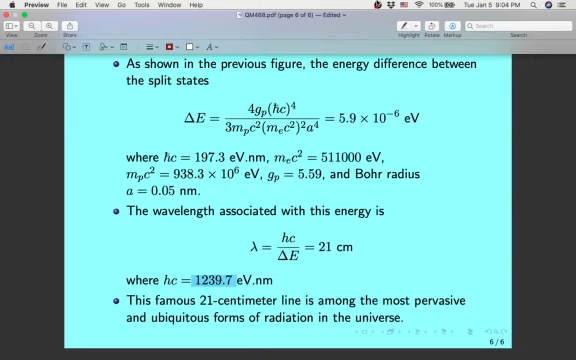 Preview File Edit View Go Tools Window Help 100% Tue Jan 5 9:04 PM
QM468.pdf (page 6 of 6) — Edited
Search
View Zoom Share Highlight Rotate Markup Search
As shown in the previous figure, the energy difference between
the split states
ΔE = 4g_p(ħc)^4 / 3m_pc^2(m_ec^2)^2a^4 = 5.9 × 10^−6 eV
where ħc = 197.3 eV.nm, m_ec^2 = 511000 eV,
m_pc^2 = 938.3 × 10^6 eV, g_p = 5.59, and Bohr radius
a = 0.05 nm.
The wavelength associated with this energy is
λ = hc / ΔE = 21 cm
where hc = 1239.7 eV.nm
This famous 21-centimeter line is among the most pervasive
and ubiquitous forms of radiation in the universe.
6 / 6